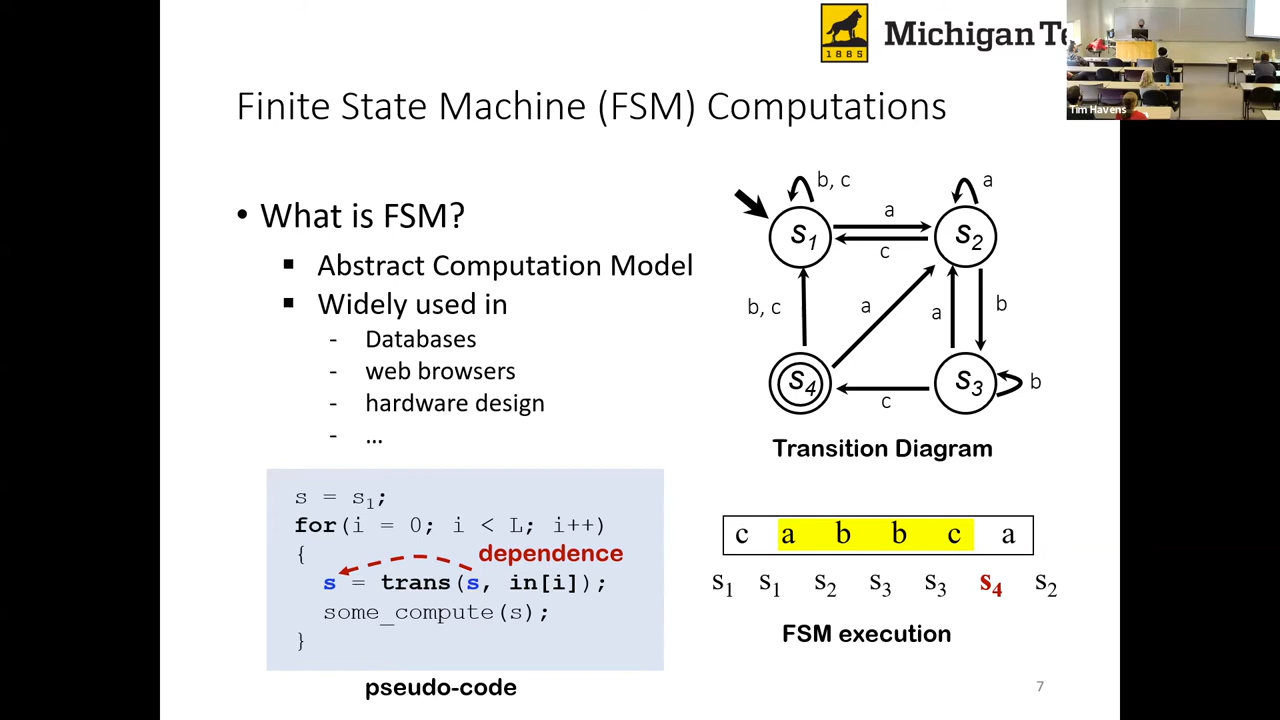 Michigan Te
1885
Tim Havens
Finite State Machine (FSM) Computations
• What is FSM?
▪ Abstract Computation Model
▪ Widely used in
- Databases
- web browsers
- hardware design
- …
s = s1;
for(i = 0; i < L; i++)
{
dependence
s = trans(s, in[i]);
some_compute(s);
}
pseudo-code
b, c
a
S1
a
c
S2
b, c
a
a
b
S4
c
S3
b
Transition Diagram
c a b b c a
s1 s1 s2 s3 s3 s4 s2
FSM execution
7